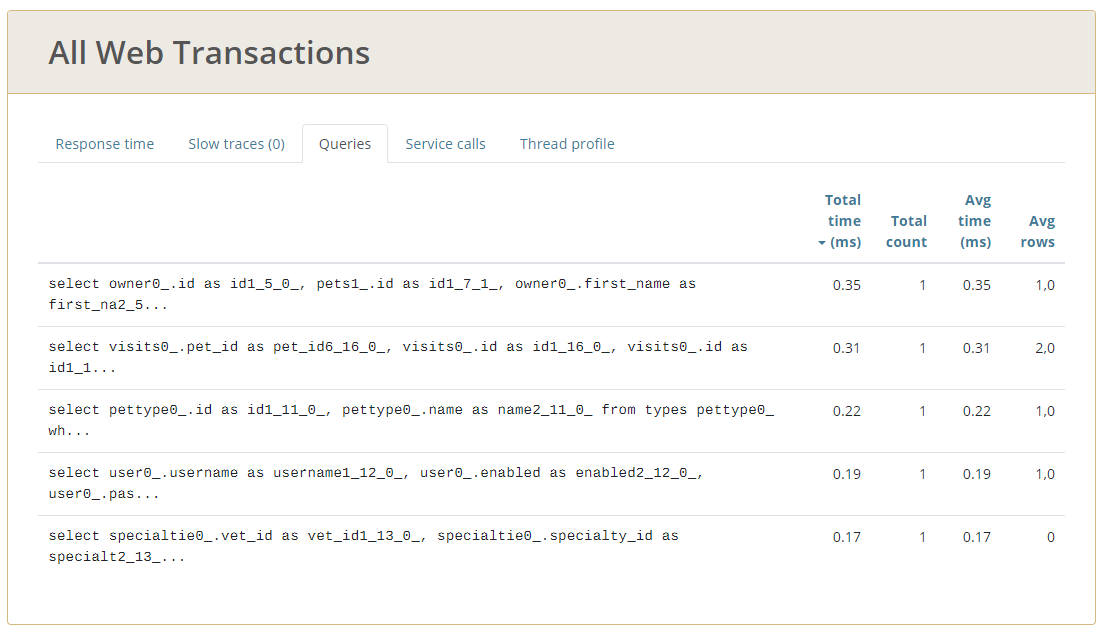 All Web Transactions
Response time Slow traces (0) Queries Service calls Thread profile
Total time (ms) Total count Avg time (ms) Avg rows
select owner0_.id as id1_5_0_, pets1_.id as id1_7_1_, owner0_.first_name as 0.35 1 0.35 1,0
first_na2_5...
select visits0_.pet_id as pet_id6_16_0_, visits0_.id as id1_16_0_, visits0_.id as 0.31 1 0.31 2,0
id1_1...
select pettype0_.id as id1_11_0_, pettype0_.name as name2_11_0_ from types pettype0_ 0.22 1 0.22 1,0
wh...
select user0_.username as username1_12_0_, user0_.enabled as enabled2_12_0_, 0.19 1 0.19 1,0
user0_.pas...
select specialtie0_.vet_id as vet_id1_13_0_, specialtie0_.specialty_id as 0.17 1 0.17 0
specialt2_13_...